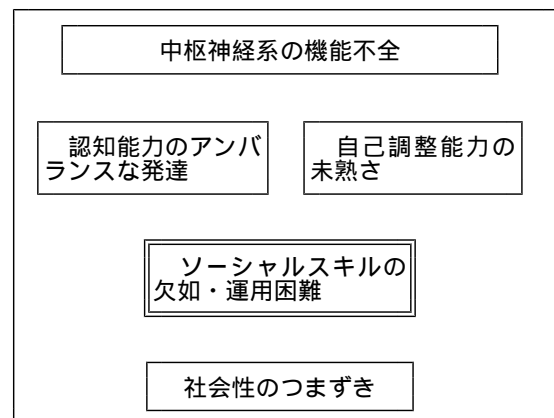 中枢神経系の機能不全
認知能力のアンバ
ランスな発達
自己調整能力の
未熟さ
ソーシャルスキルの
欠如・運用困難
社会性のつまずき